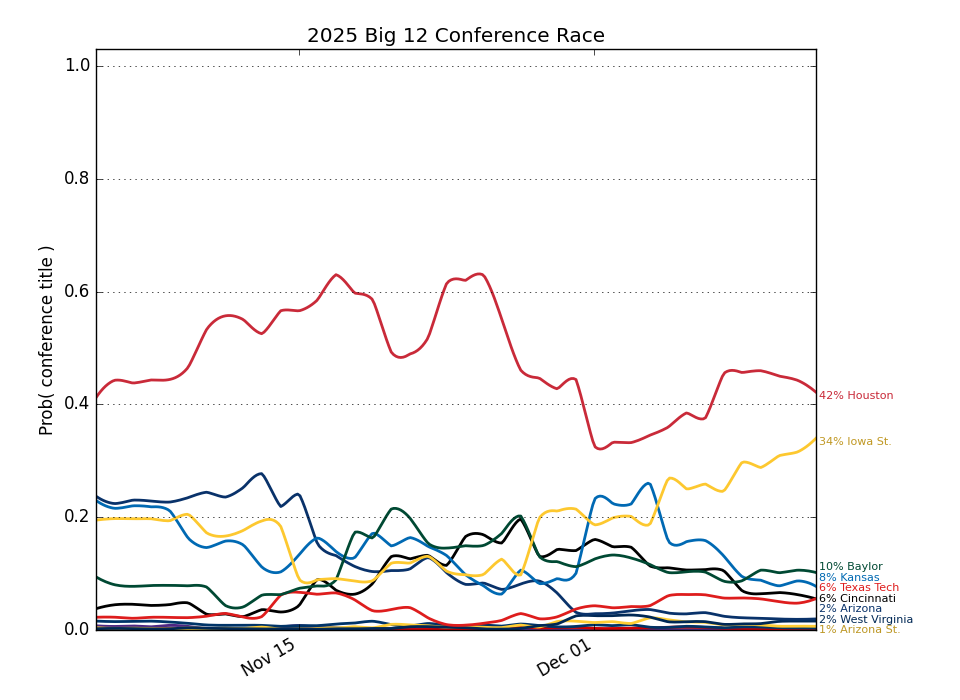 2025 Big 12 Conference Race
Prob( conference title )
1.0
0.8
0.6
0.4
0.2
0.0
Nov 15
Dec 01
42% Houston
34% Iowa St.
10% Baylor
8% Kansas
6% Texas Tech
6% Cincinnati
2% Arizona
2% West Virginia
1% Arizona St.